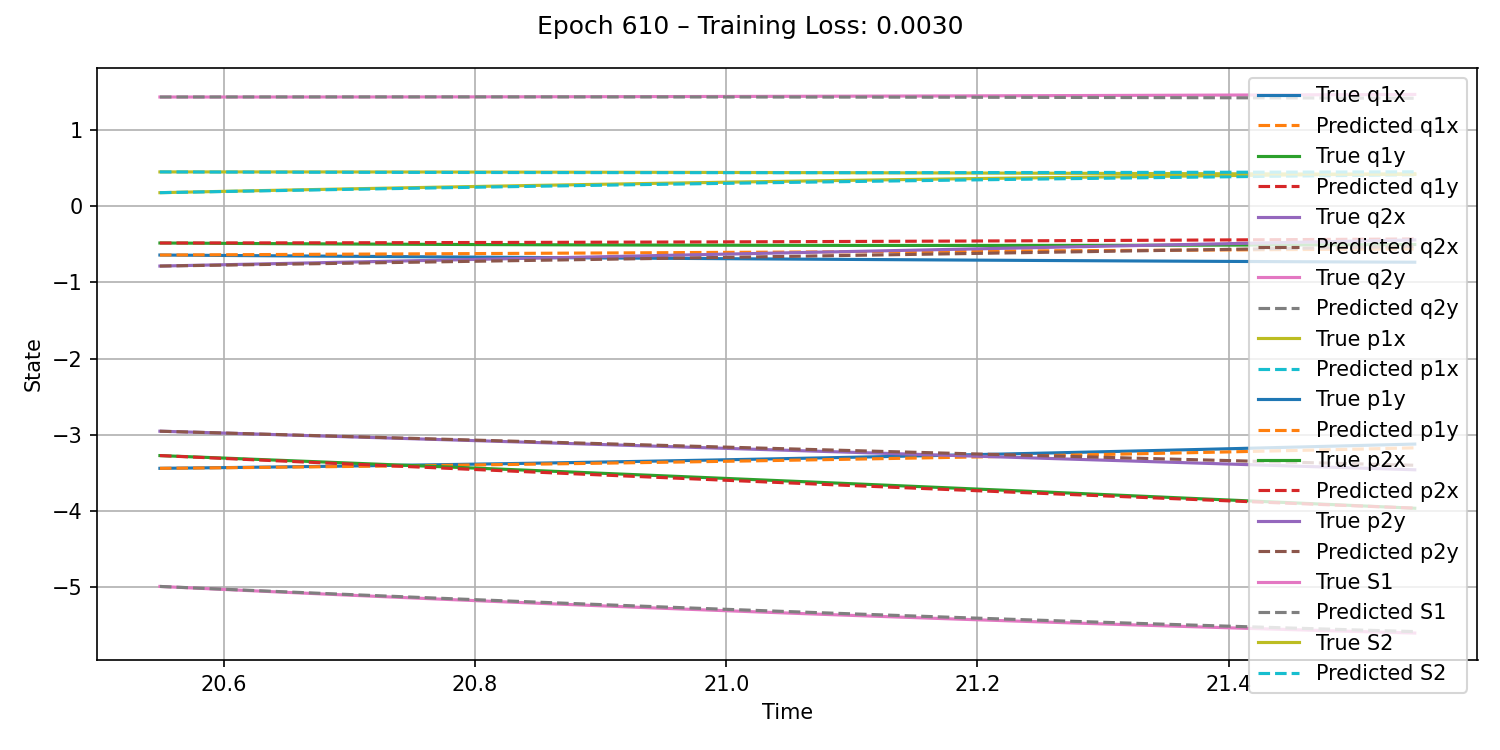 Epoch 610 – Training Loss: 0.0030
State
1
0
−1
−2
−3
−4
−5
True q1x
Predicted q1x
True q1y
Predicted q1y
True q2x
Predicted q2x
True q2y
Predicted q2y
True p1x
Predicted p1x
True p1y
Predicted p1y
True p2x
Predicted p2x
True p2y
Predicted p2y
True S1
Predicted S1
True S2
Predicted S2
20.6
20.8
21.0
21.2
21.4
Time